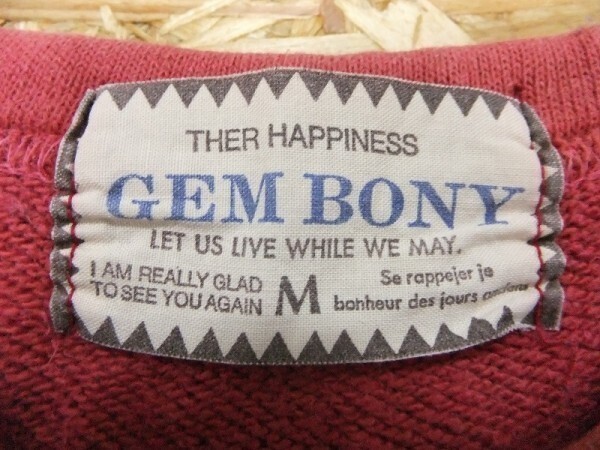 THER HAPPINESS
GEM BONY
LET US LIVE WHILE WE MAY.
I AM REALLY GLAD
TO SEE YOU AGAIN
M
Se rappejer je
bonheur des jours